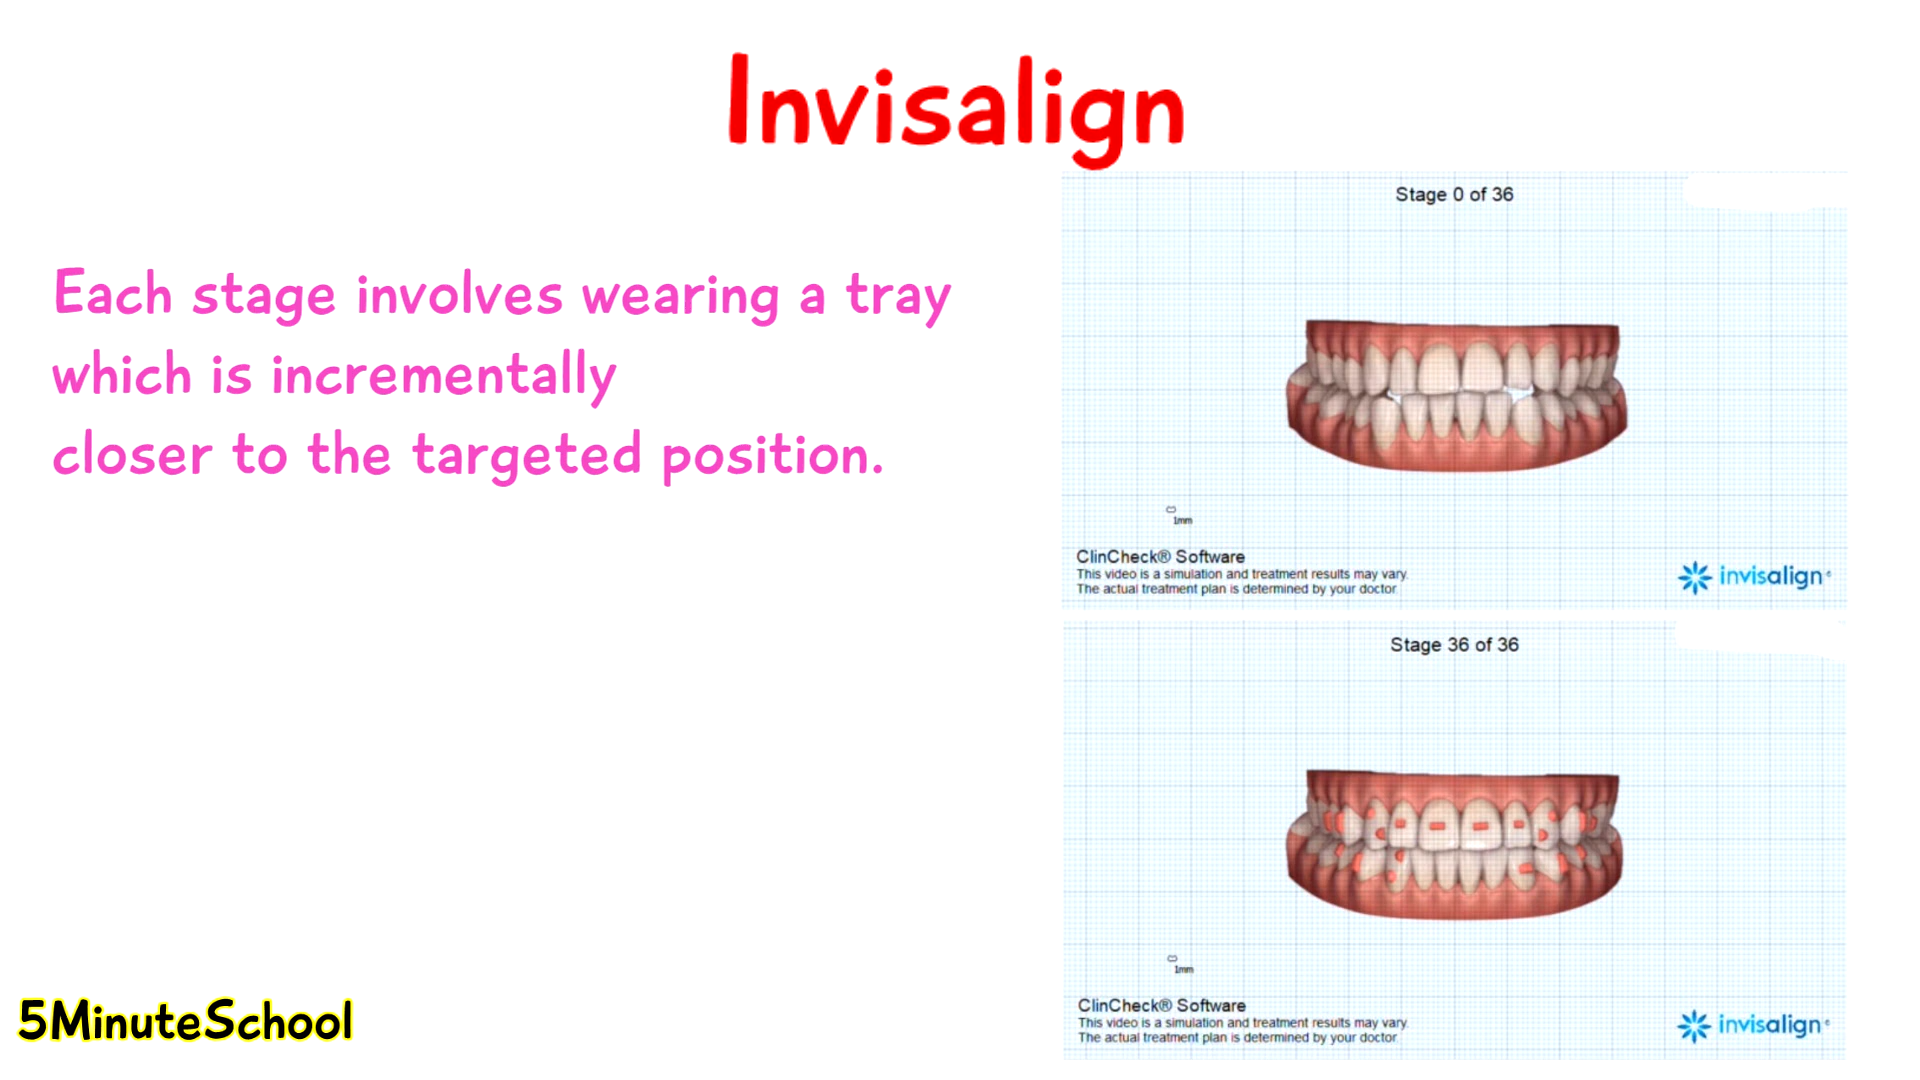 Invisalign
Each stage involves wearing a tray
which is incrementally
closer to the targeted position.
Stage 0 of 36
1mm
ClinCheck® Software
This video is a simulation and treatment results may vary.
The actual treatment plan is determined by your doctor.
invisalign
Stage 36 of 36
1mm
ClinCheck® Software
This video is a simulation and treatment results may vary.
The actual treatment plan is determined by your doctor.
invisalign
5MinuteSchool